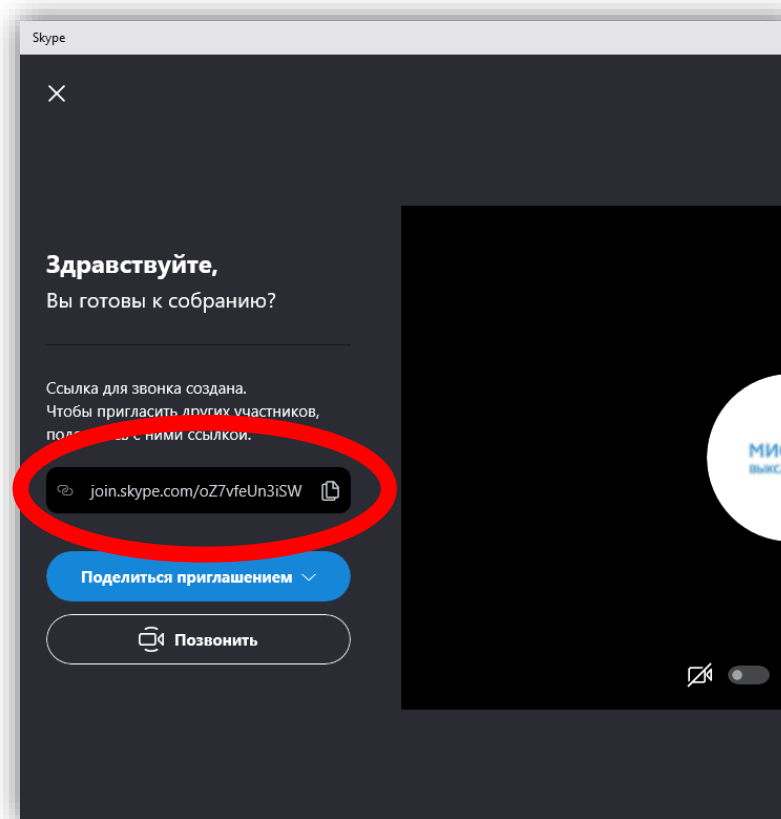 Skype
Здравствуйте,
Вы готовы к собранию?
Ссылка для звонка создана.
Чтобы пригласить других участников,
с ними ссылкой.
join.skype.com/oZ7vfeUn3iSW
Поделиться приглашением
Позвонить